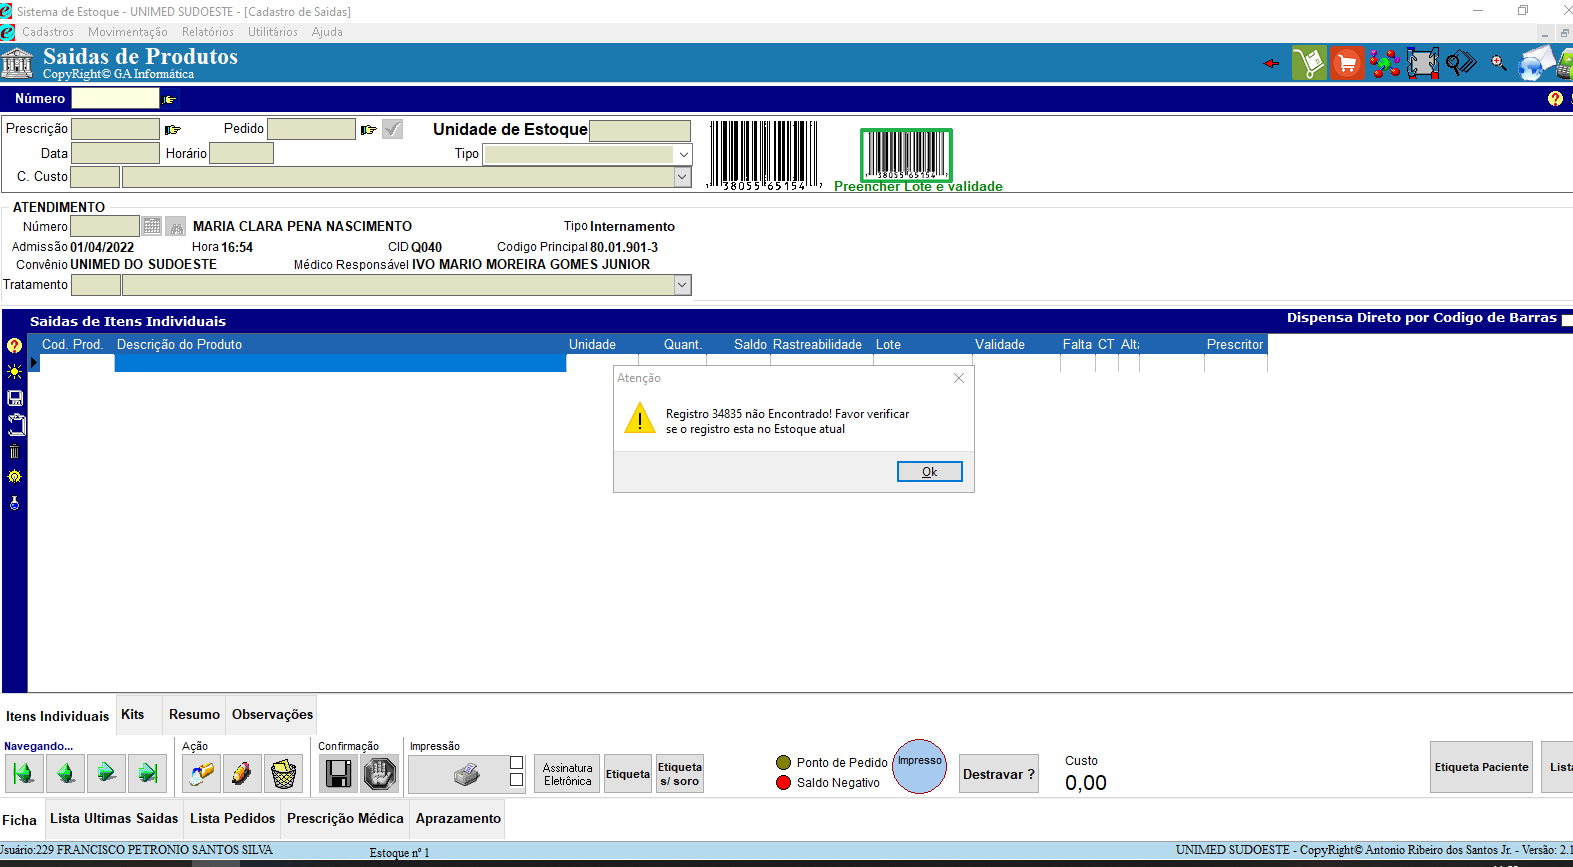 Sistema de Estoque - UNIMED SUDOESTE - [Cadastro de Saidas]
Cadastros Movimentação Relatórios Utilitários Ajuda
Saidas de Produtos
CopyRight© GA Informática
Número
Prescrição Pedido Unidade de Estoque
Data Horário Tipo
C. Custo
1 38055 65154 7
1 38055 65154 7
Preencher Lote e validade
ATENDIMENTO
Número MARIA CLARA PENA NASCIMENTO Tipo Internamento
Admissão 01/04/2022 Hora 16:54 CID Q040 Codigo Principal 80.01.901-3
Convênio UNIMED DO SUDOESTE Médico Responsável IVO MARIO MOREIRA GOMES JUNIOR
Tratamento
Saidas de Itens Individuais Dispensa Direto por Codigo de Barras
Cod. Prod. Descrição do Produto Unidade Quant. Saldo Rastreabilidade Lote Validade Falta CT Alta Prescritor
Atenção
Registro 34835 não Encontrado! Favor verificar
se o registro esta no Estoque atual
Ok
Itens Individuais Kits Resumo Observações
Navegando... Ação Confirmação Impressão
Assinatura
Eletrônica
Etiqueta
Etiqueta
s/ soro
Ponto de Pedido
Saldo Negativo
Impresso
Destravar ?
Custo
0,00
Etiqueta Paciente
Lista
Ficha Lista Ultimas Saidas Lista Pedidos Prescrição Médica Aprazamento
Usuário:229 FRANCISCO PETRONIO SANTOS SILVA Estoque nº 1 UNIMED SUDOESTE - CopyRight© Antonio Ribeiro dos Santos Jr. - Versão: 2.1